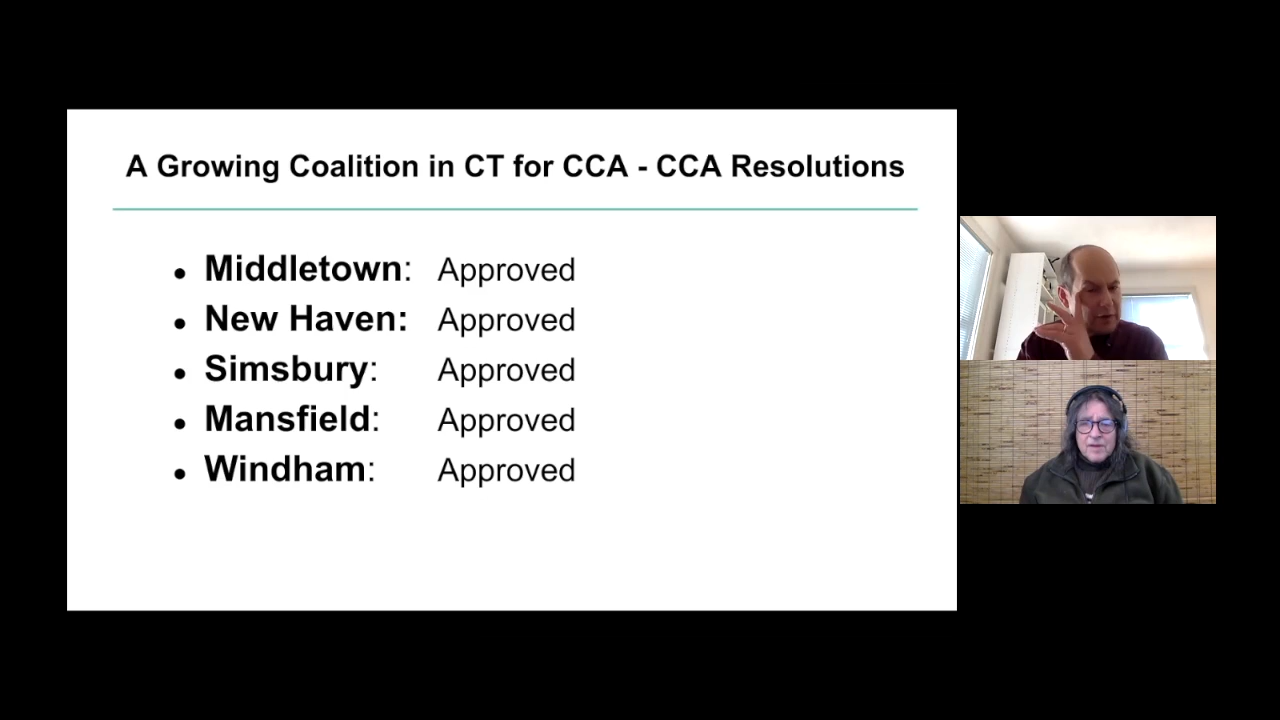 A Growing Coalition in CT for CCA - CCA Resolutions
● Middletown: Approved
● New Haven: Approved
● Simsbury: Approved
● Mansfield: Approved
● Windham: Approved